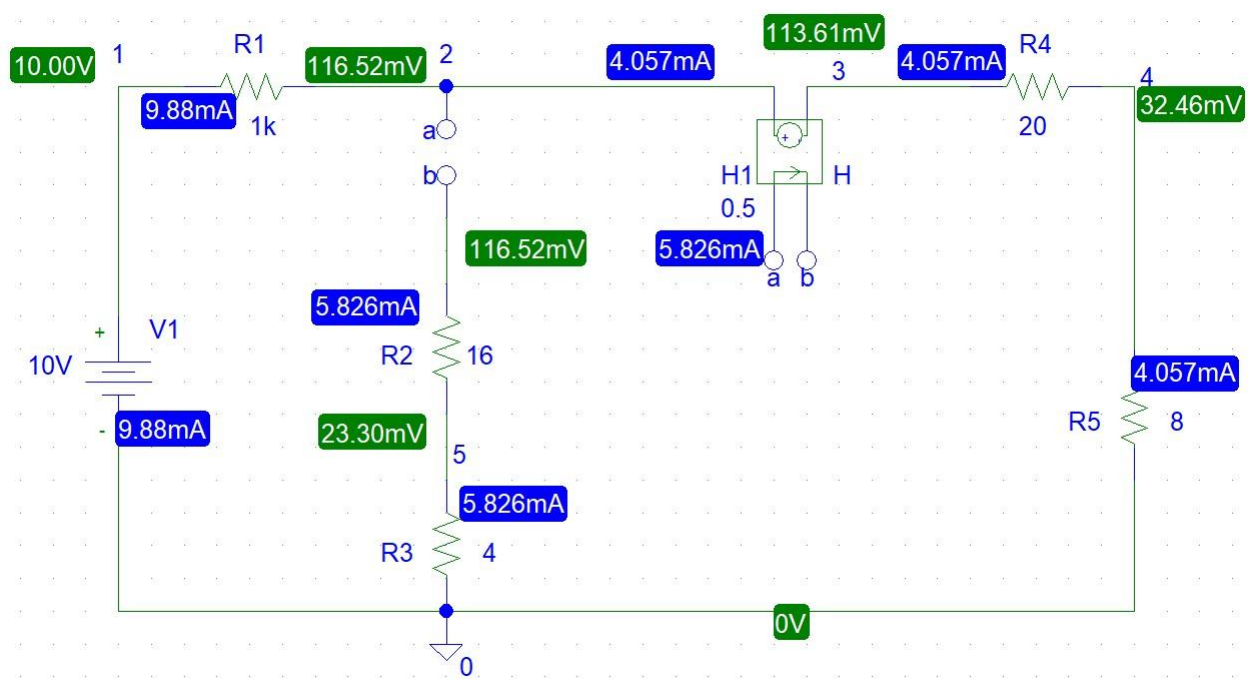 10.00V
1
R1
116.52mV
2
4.057mA
113.61mV
3
4.057mA
R4
4
9.88mA
1k
20
32.46mV
a
b
+
-
H1
H
0.5
116.52mV
5.826mA
a
b
5.826mA
+
V1
10V
R2
16
4.057mA
-
9.88mA
23.30mV
5
R5
8
5.826mA
R3
4
0V
0